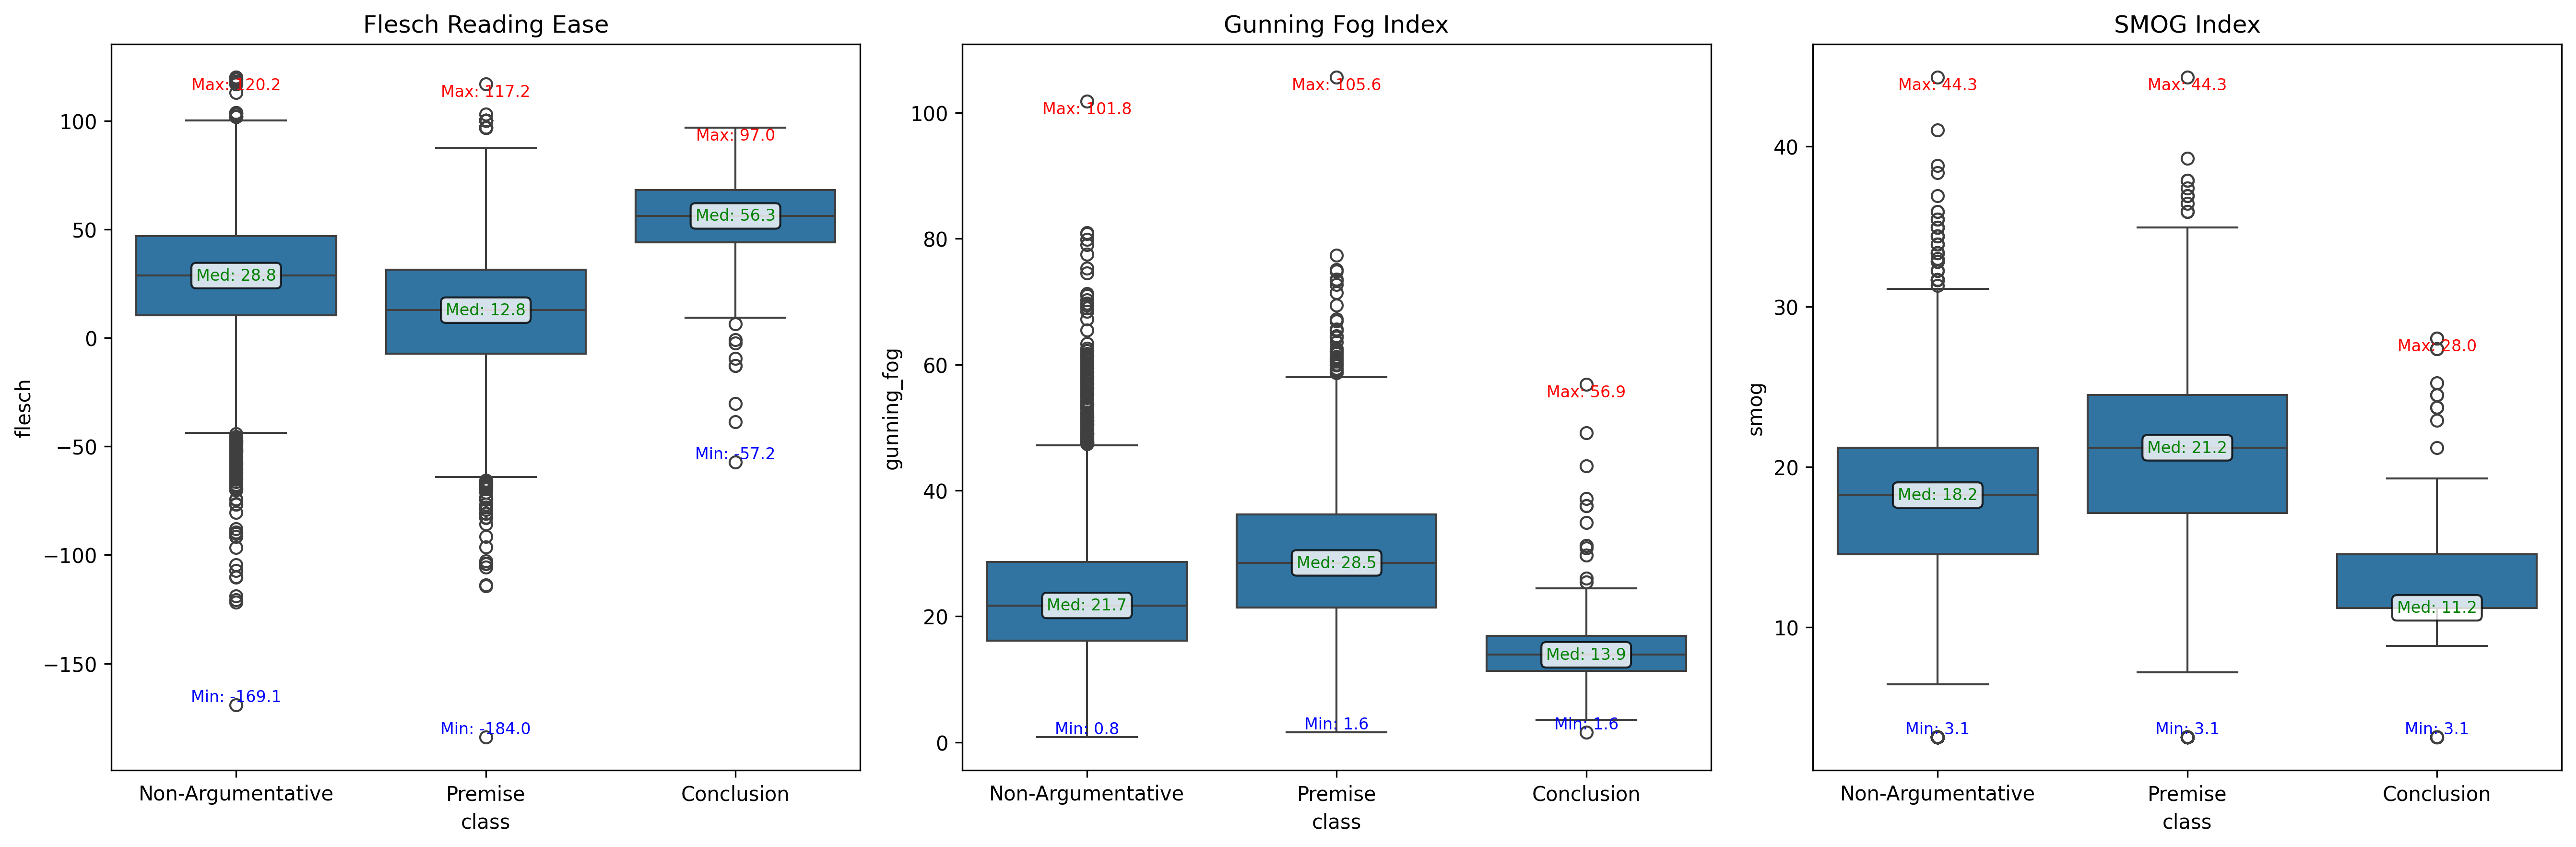 Flesch Reading Ease
flesch
100
50
0
−50
−100
−150
Max: 120.2
Max: 117.2
Max: 97.0
Med: 28.8
Med: 12.8
Med: 56.3
Min: -169.1
Min: -184.0
Min: -57.2
Non-Argumentative
Premise
Conclusion
class
Gunning Fog Index
gunning_fog
100
80
60
40
20
0
Max: 101.8
Max: 105.6
Max: 56.9
Med: 21.7
Med: 28.5
Med: 13.9
Min: 0.8
Min: 1.6
Min: 1.6
Non-Argumentative
Premise
Conclusion
class
SMOG Index
smog
40
30
20
10
Max: 44.3
Max: 44.3
Max: 28.0
Med: 18.2
Med: 21.2
Med: 11.2
Min: 3.1
Min: 3.1
Min: 3.1
Non-Argumentative
Premise
Conclusion
class